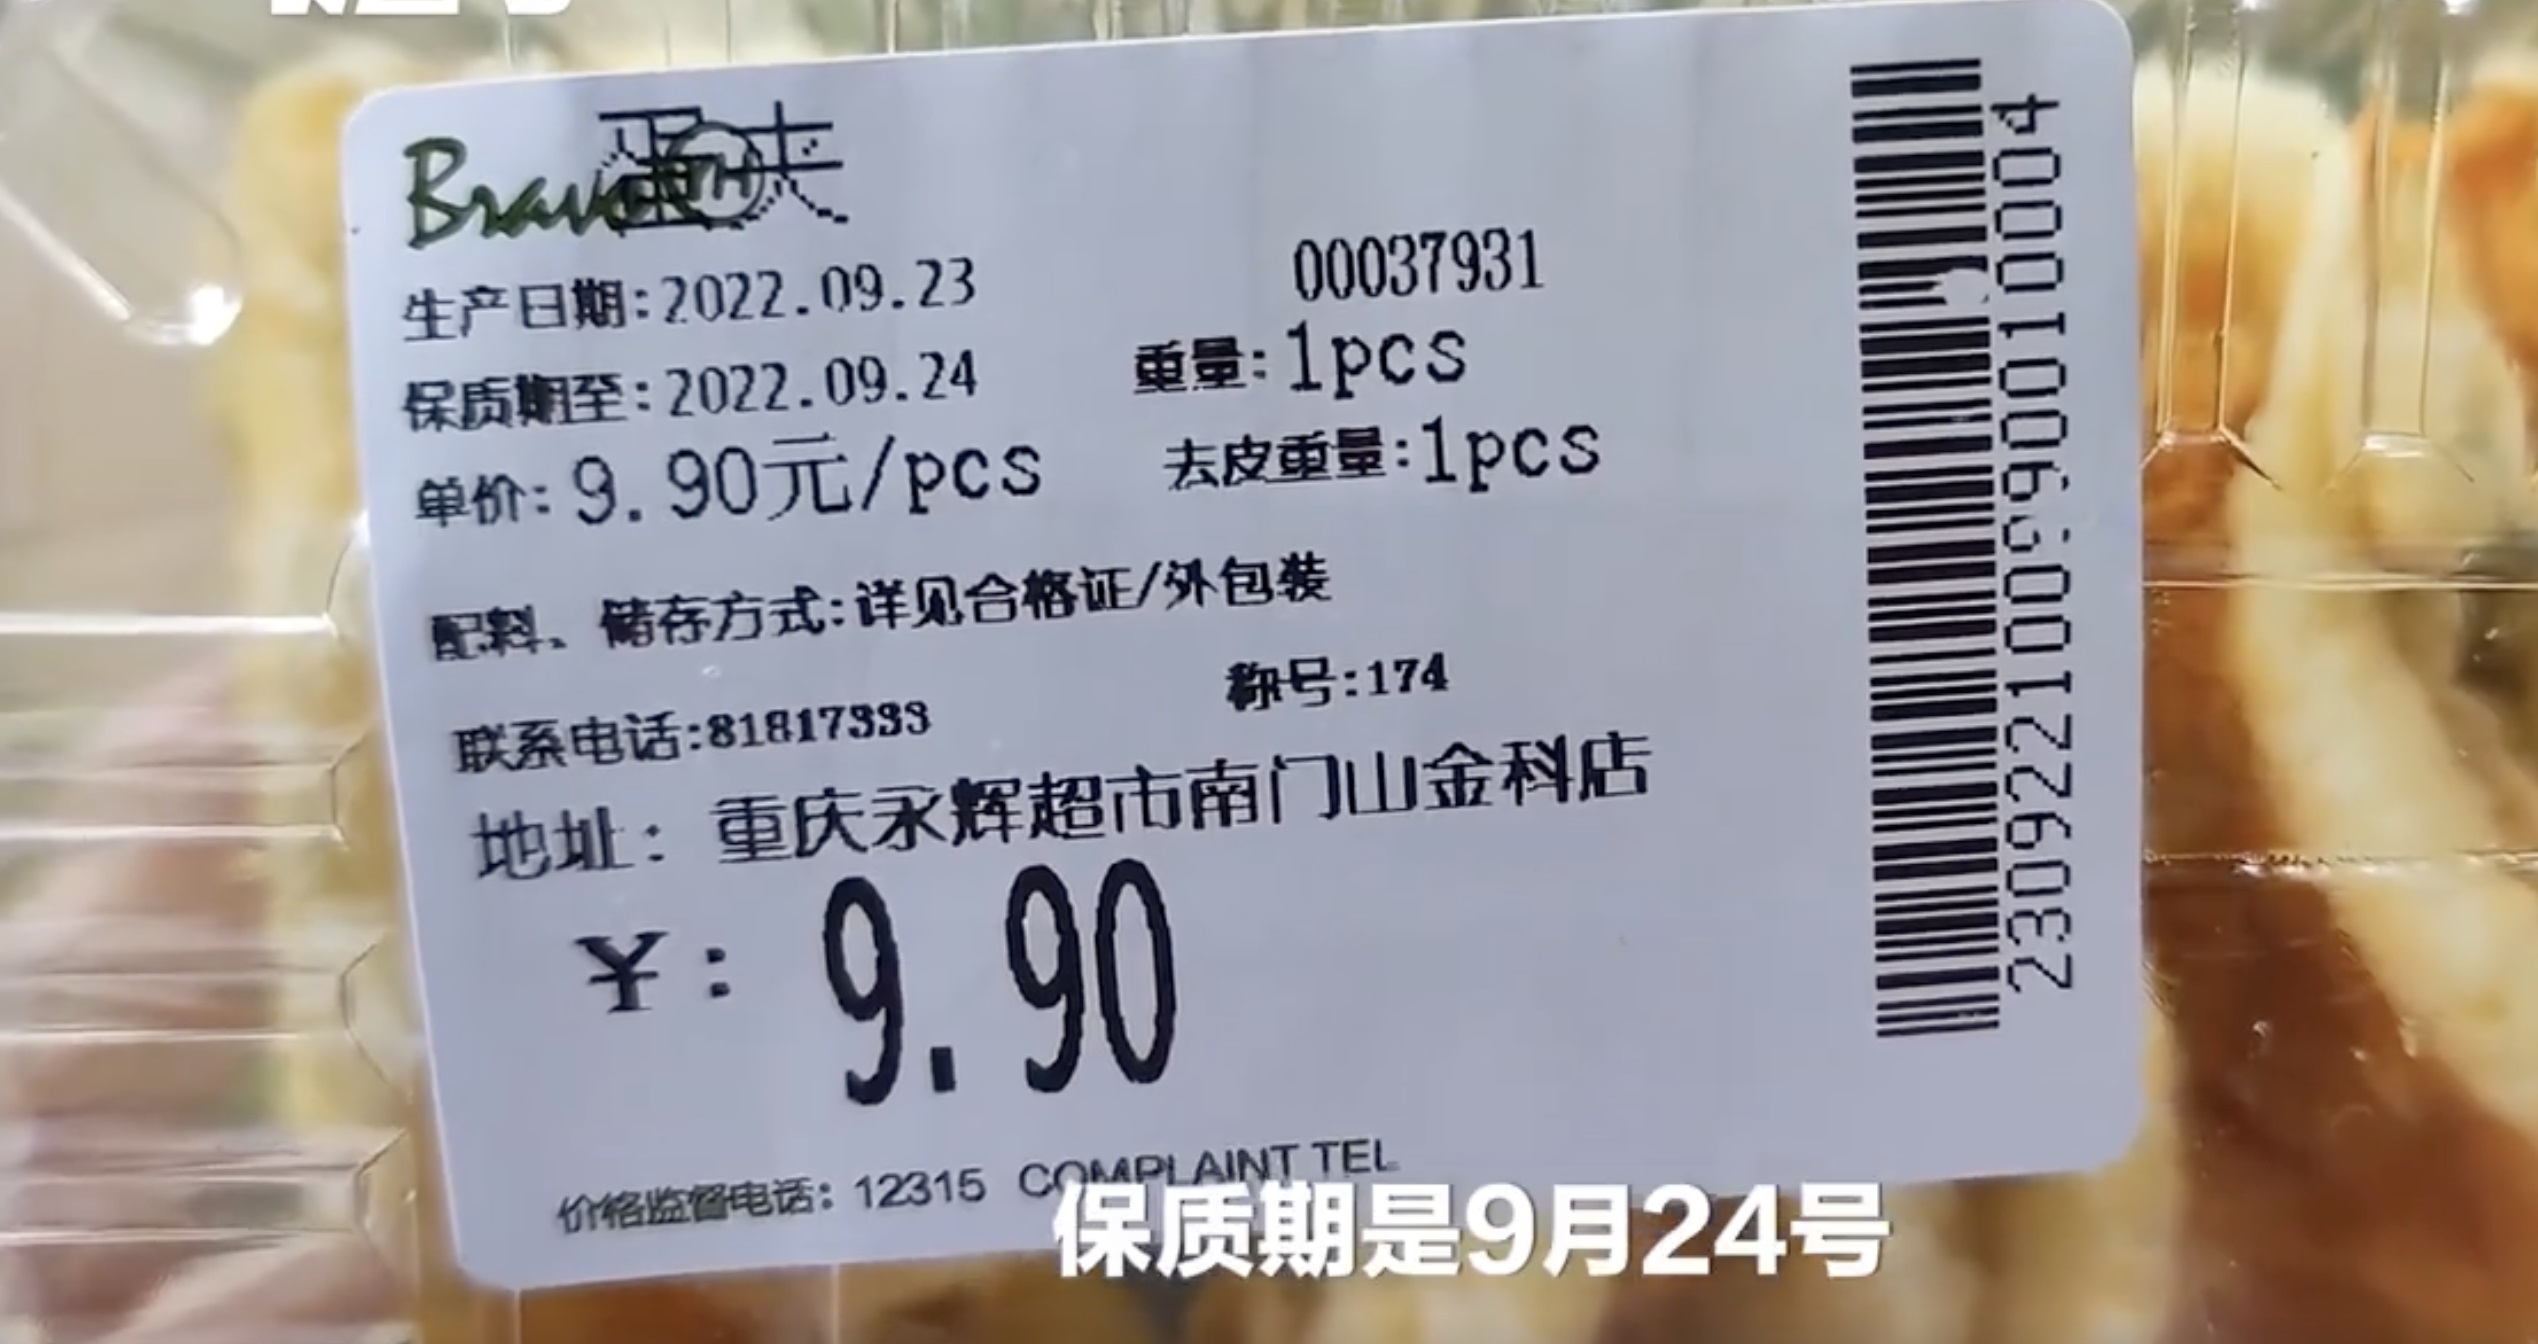 Bravo YH 蛋夹
生产日期:2022.09.23
00037931
保质期至:2022.09.24
重量:1pcs
单价:9.90元/pcs
去皮重量:1pcs
配料、储存方式:详见合格证/外包装
联系电话:81817333
称号:174
地址: 重庆永辉超市南门山金科店
¥: 9.90
价格监督电话: 12315 COMPLAINT TEL
保质期是9月24号